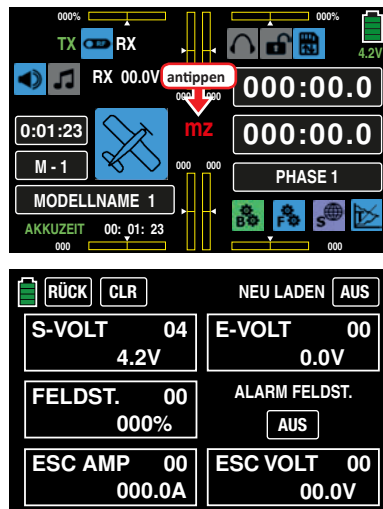 000% 000%
TX RX 4.2V
RX 00.0V antippen 000:00.0
000 000
0:01:23 mz 000:00.0
M - 1 000 000 PHASE 1
MODELLNAME 1
B F S
AKKUZEIT 00: 01: 23
000 000
RÜCK CLR NEU LADEN AUS
S-VOLT 04 E-VOLT 00
4.2V 0.0V
FELDST. 00 ALARM FELDST.
000% AUS
ESC AMP 00 ESC VOLT 00
000.0A 00.0V